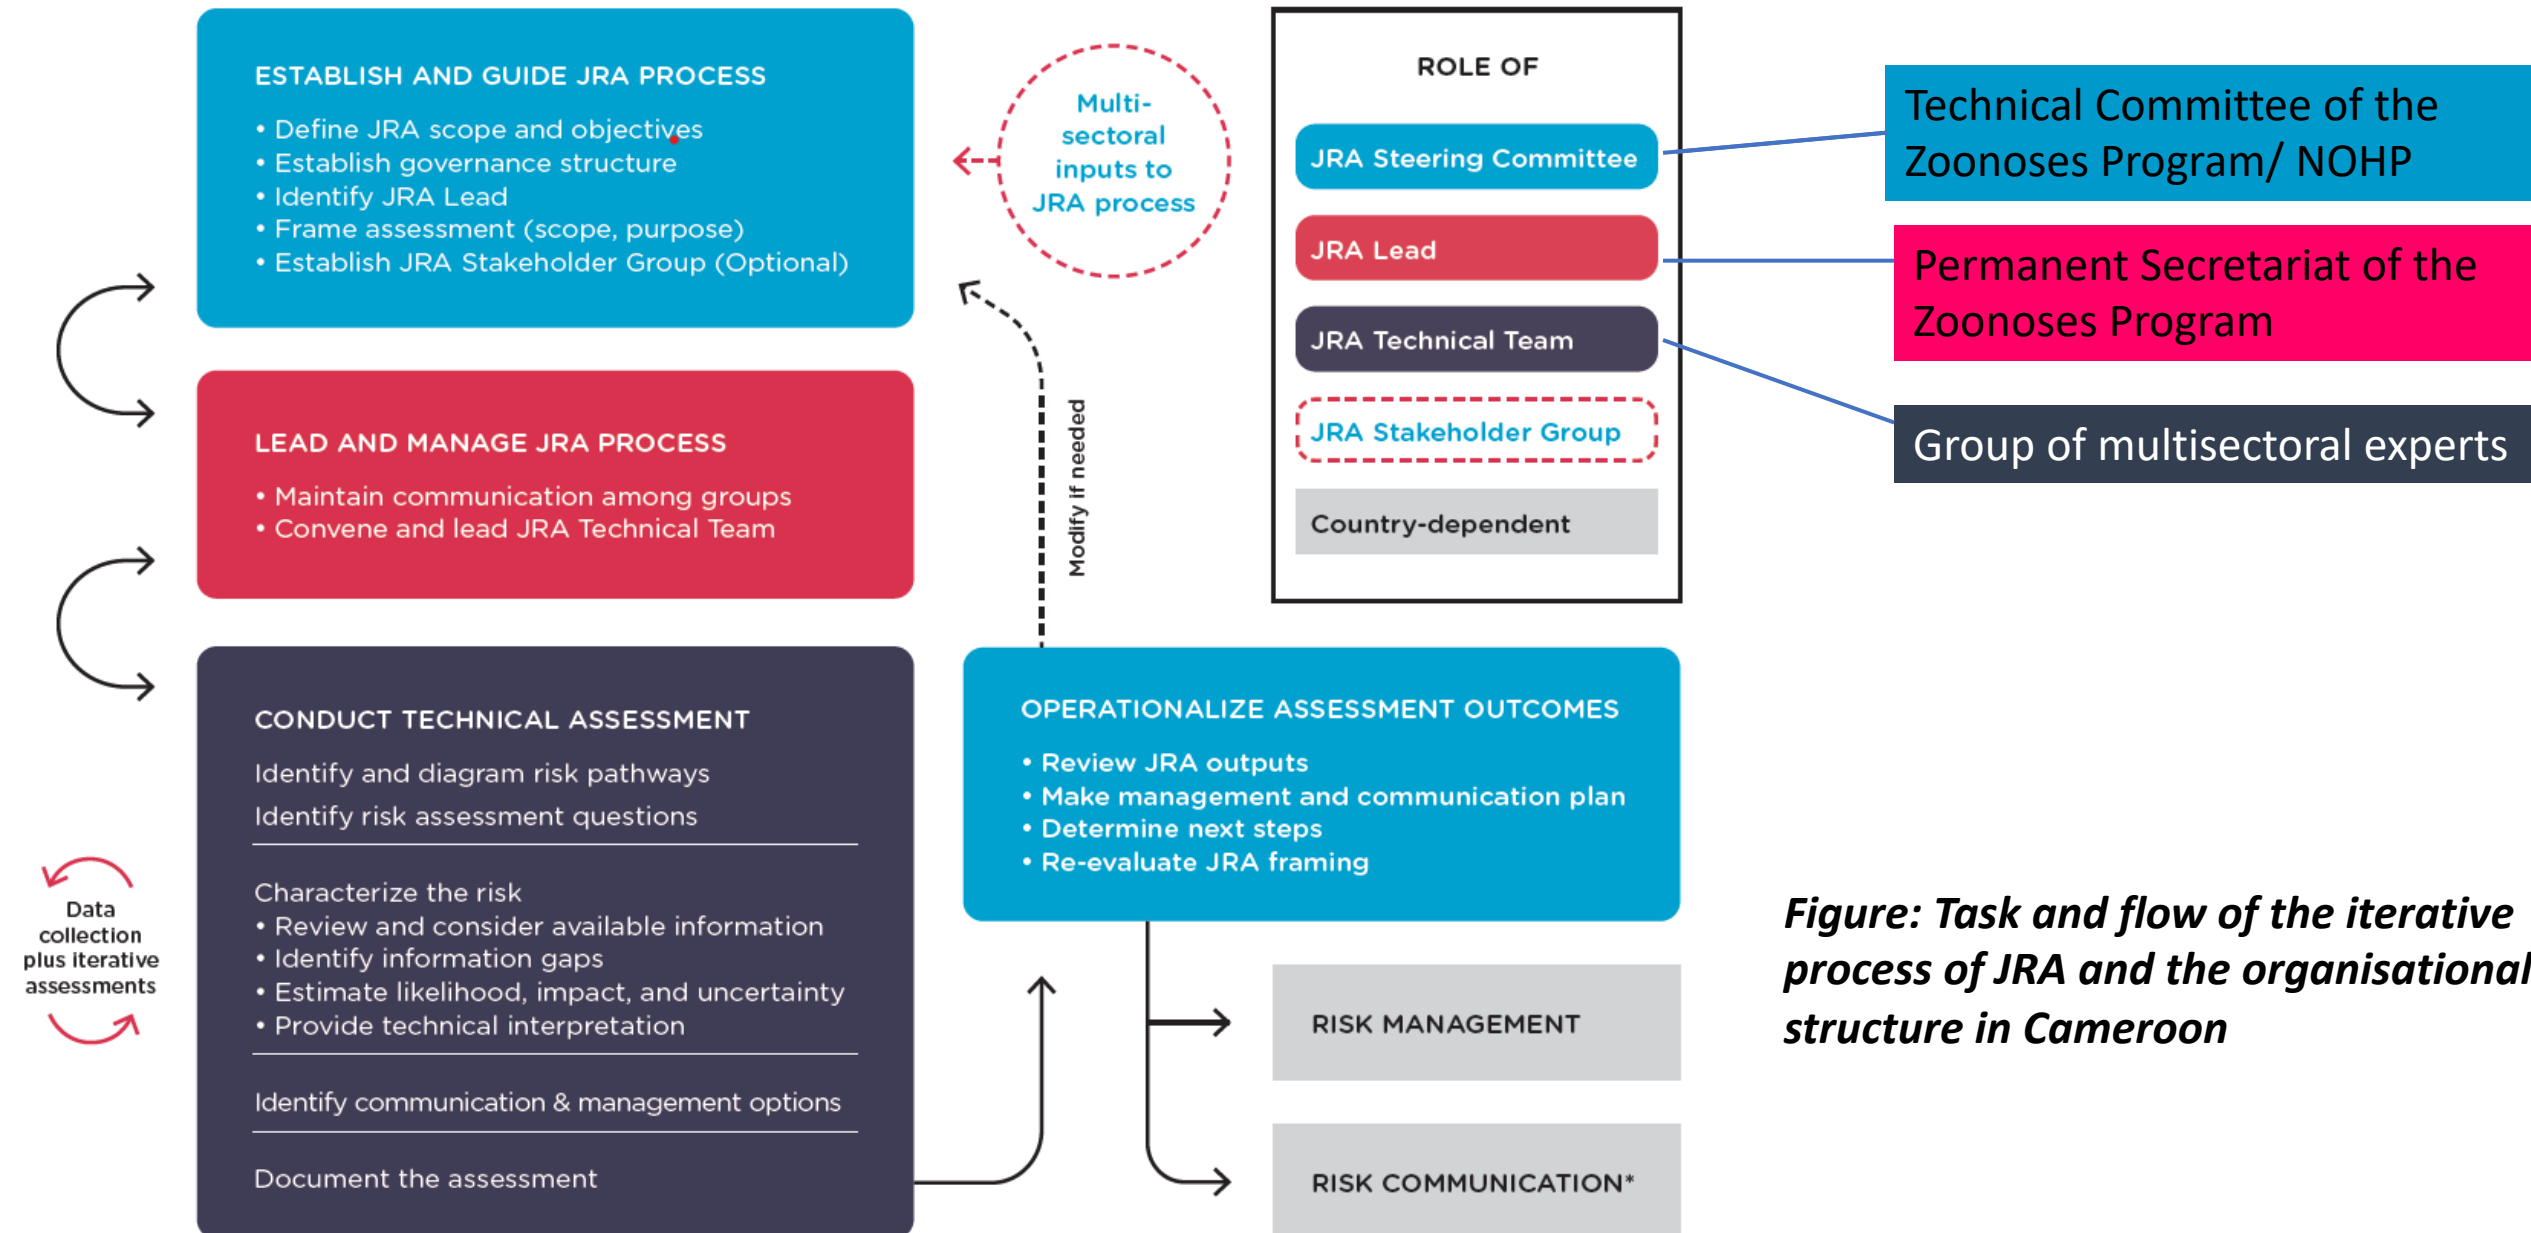 ESTABLISH AND GUIDE JRA PROCESS
• Define JRA scope and objectives
• Establish governance structure
• Identify JRA Lead
• Frame assessment (scope, purpose)
• Establish JRA Stakeholder Group (Optional)
LEAD AND MANAGE JRA PROCESS
• Maintain communication among groups
• Convene and lead JRA Technical Team
CONDUCT TECHNICAL ASSESSMENT
Identify and diagram risk pathways
Identify risk assessment questions
Characterize the risk
• Review and consider available information
• Identify information gaps
• Estimate likelihood, impact, and uncertainty
• Provide technical interpretation
Identify communication & management options
Document the assessment
Data
collection
plus iterative
assessments
Multi-
sectoral
inputs to
JRA process
Modify if needed
OPERATIONALIZE ASSESSMENT OUTCOMES
• Review JRA outputs
• Make management and communication plan
• Determine next steps
• Re-evaluate JRA framing
RISK MANAGEMENT
RISK COMMUNICATION*
ROLE OF
JRA Steering Committee
JRA Lead
JRA Technical Team
JRA Stakeholder Group
Country-dependent
Technical Committee of the
Zoonoses Program/ NOHP
Permanent Secretariat of the
Zoonoses Program
Group of multisectoral experts
Figure: Task and flow of the iterative
process of JRA and the organisational
structure in Cameroon